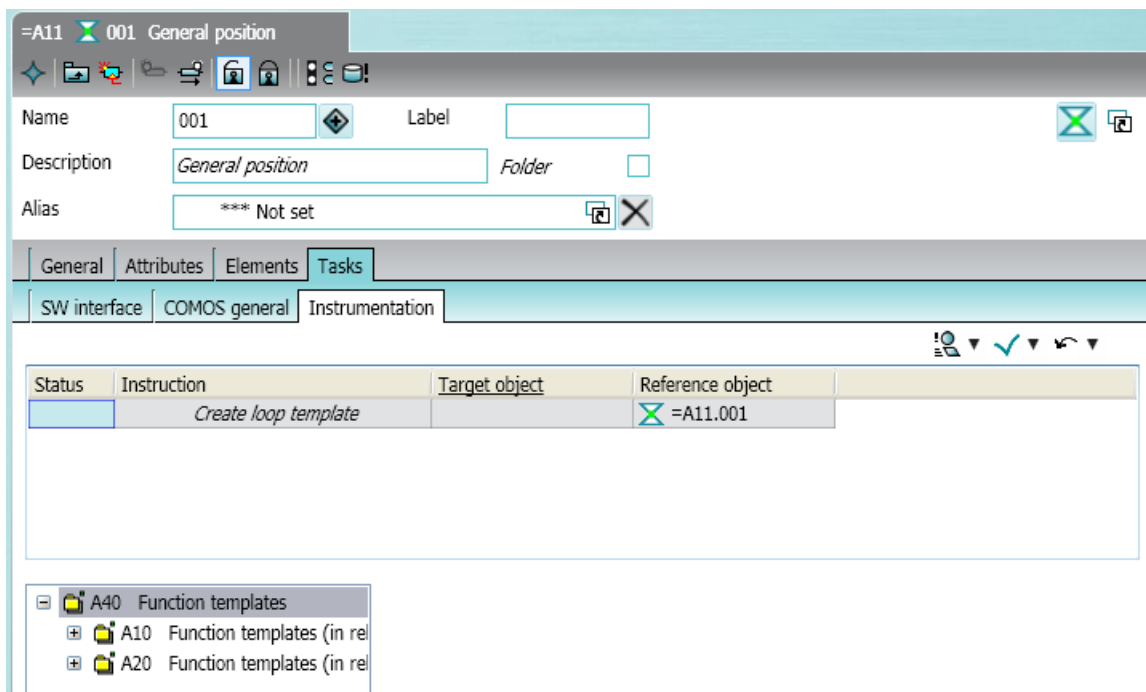 =A11 001 General position
Name 001 Label
Description General position Folder
Alias *** Not set
General Attributes Elements Tasks
SW interface COMOS general Instrumentation
Status Instruction Target object Reference object
Create loop template =A11.001
A40 Function templates
A10 Function templates (in rel
A20 Function templates (in rel